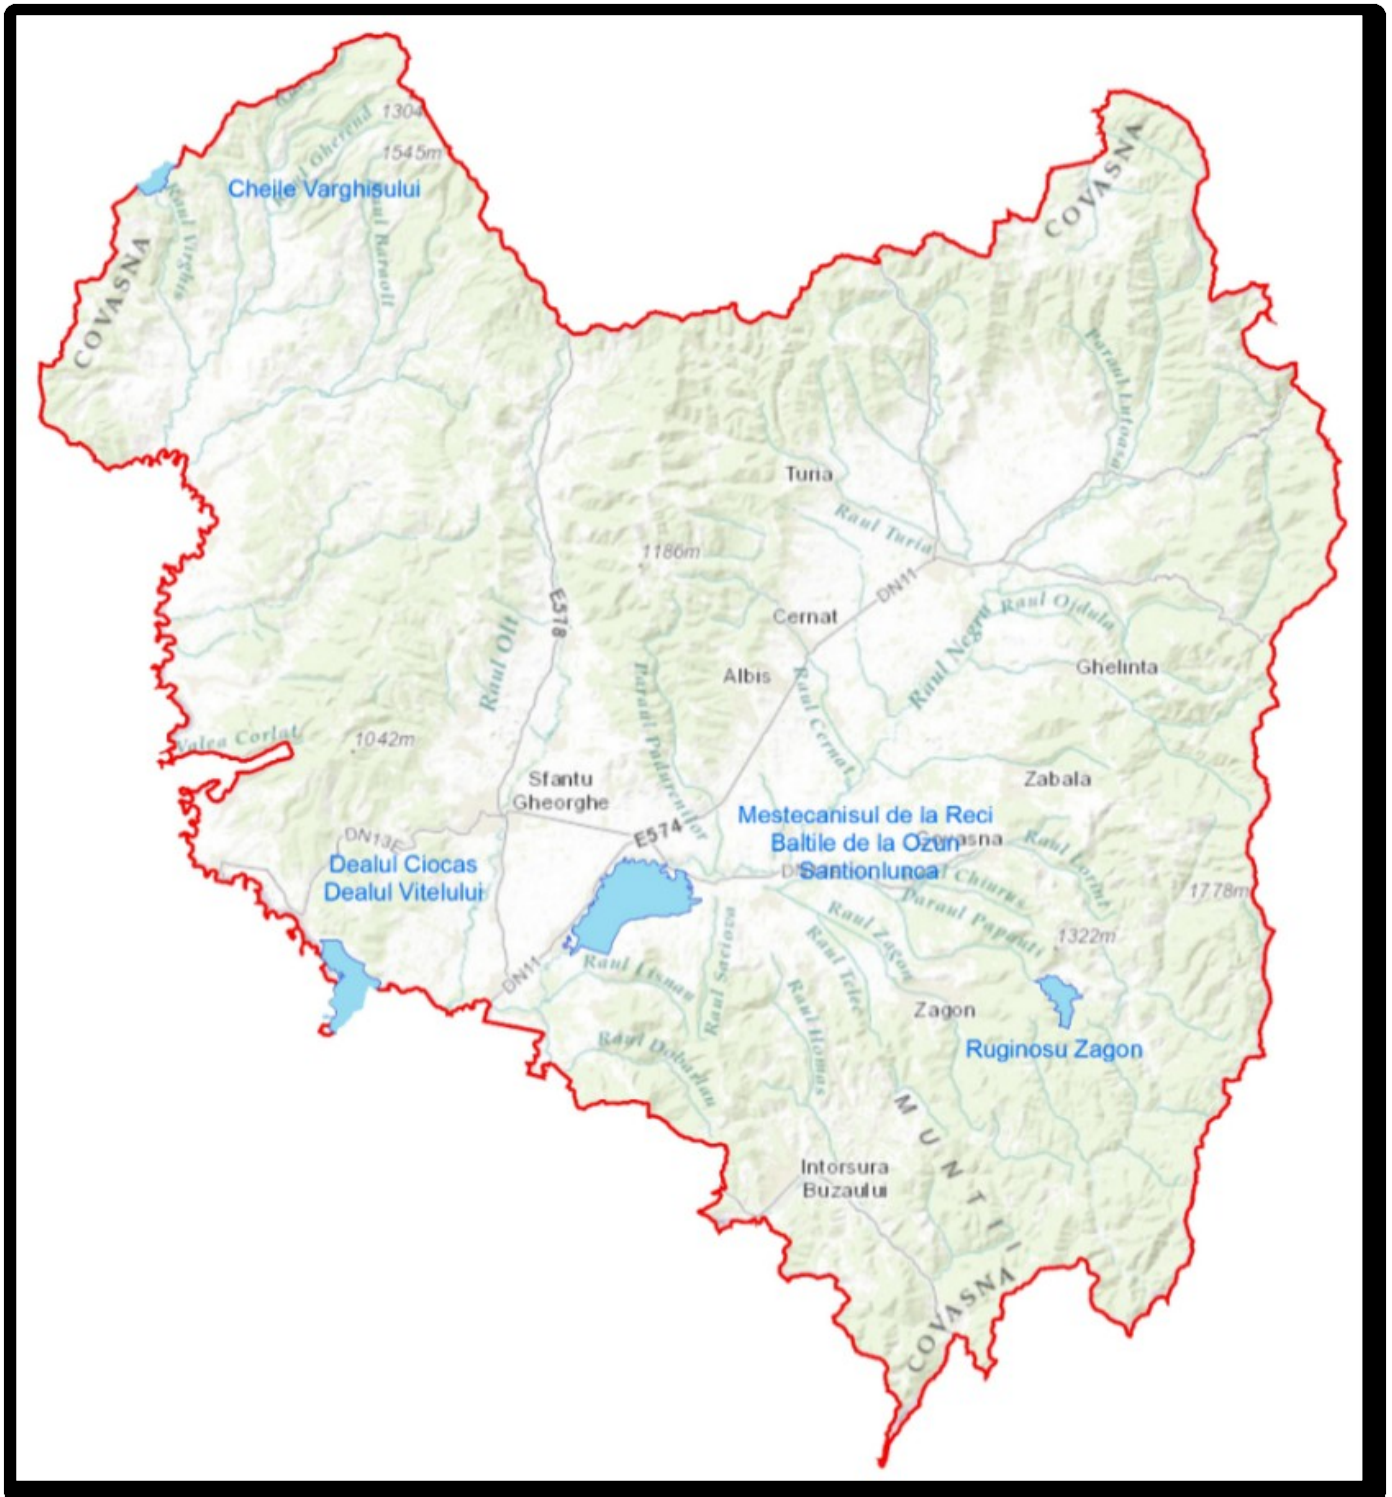 1304
1545m
Raul Gherend
Cheile Varghisului
Raul Varghis
Raul Baraolt
COVASNA
COVASNA
Paraul Lutoasa
Turia
Raul Turia
1186m
DN11
E578
Cernat
Raul Negru
Raul Ojdula
Raul Olt
Albis
Ghelinta
Paraul Padurenilor
Raul Cernat
Valea Corlat
1042m
Sfantu
Gheorghe
Zabala
E574
DN13E
Mestecanisul de la Reci
Baltile de la Ozun
Santionlunca
Covasna
Raul Lorint
Dealul Ciocas
Dealul Vitelului
Chiurus
1778m
Paraul Papauti
1322m
Raul Zagon
Raul Telec
Raul Saciova
DN11
Raul Lisnau
Raul Homas
Zagon
Ruginosu Zagon
Raul Dobarlau
MUNTII
Intorsura
Buzaului
COVASNA